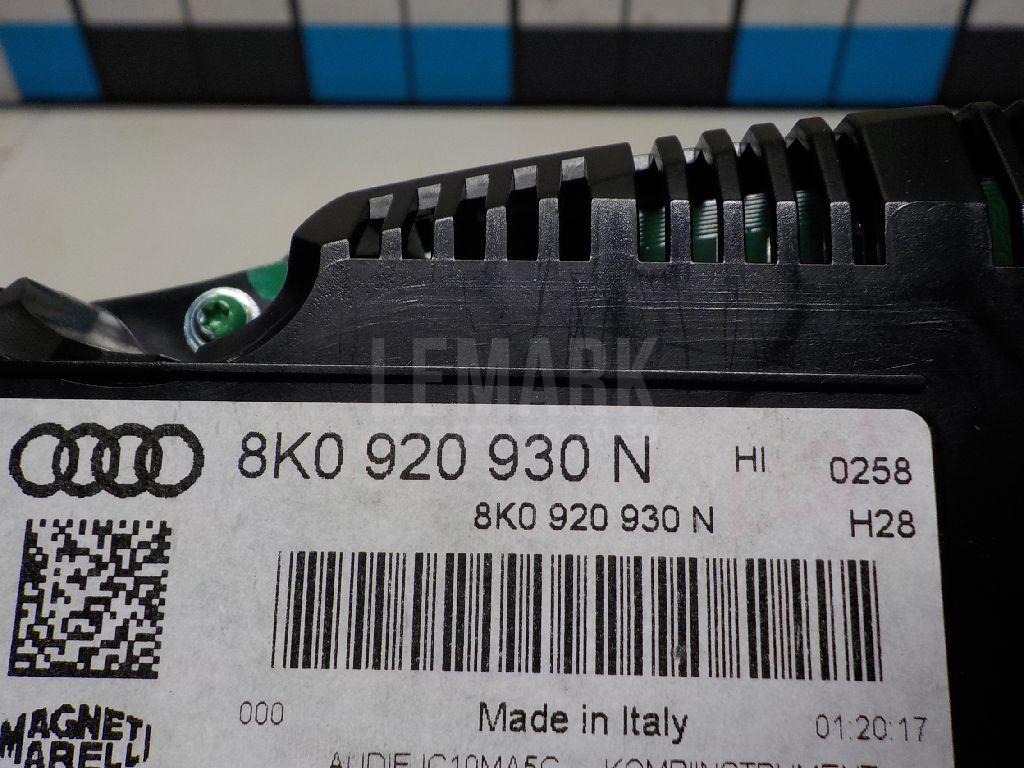 LEMARK
8K0 920 930 N HI 0258
8K0 920 930 N H28
000 Made in Italy 01:20:17
MAGNETI
MARELLI
KOMBIINSTRUMENT